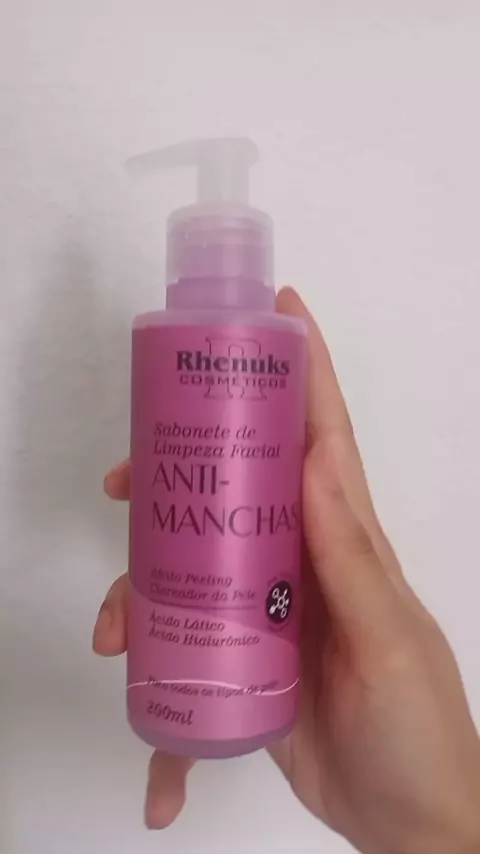 R
Rhenuks
COSMÉTICOS
Sabonete de
Limpeza Facial
ANTI-
MANCHAS
Efeito Peeling
Clareador da Pele
Ácido Lático
Ácido Hialurônico
Para todos os tipos de pele
200ml